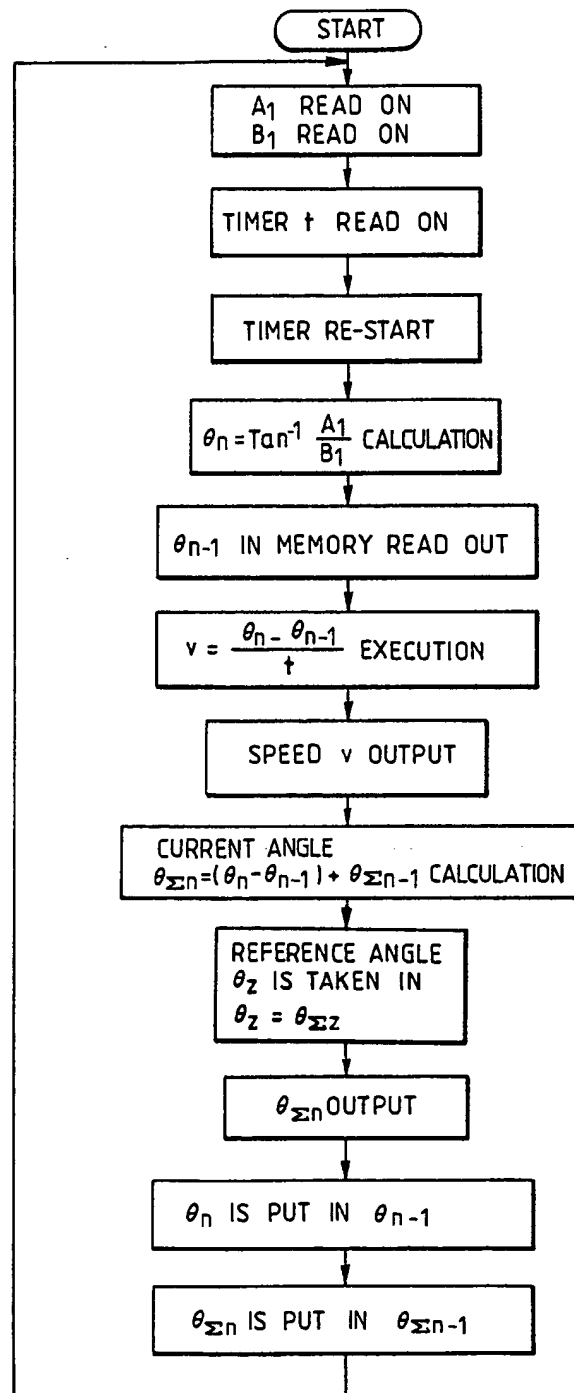 START
A₁ READ ON
B₁ READ ON
TIMER t READ ON
TIMER RE-START
θn = Tan⁻¹ A₁/B₁ CALCULATION
θn-1 IN MEMORY READ OUT
v = θn - θn-1 / t EXECUTION
SPEED v OUTPUT
CURRENT ANGLE
θΣn=(θn-θn-1) + θΣn-1 CALCULATION
REFERENCE ANGLE
θz IS TAKEN IN
θz = θΣz
θΣn OUTPUT
θn IS PUT IN θn-1
θΣn IS PUT IN θΣn-1